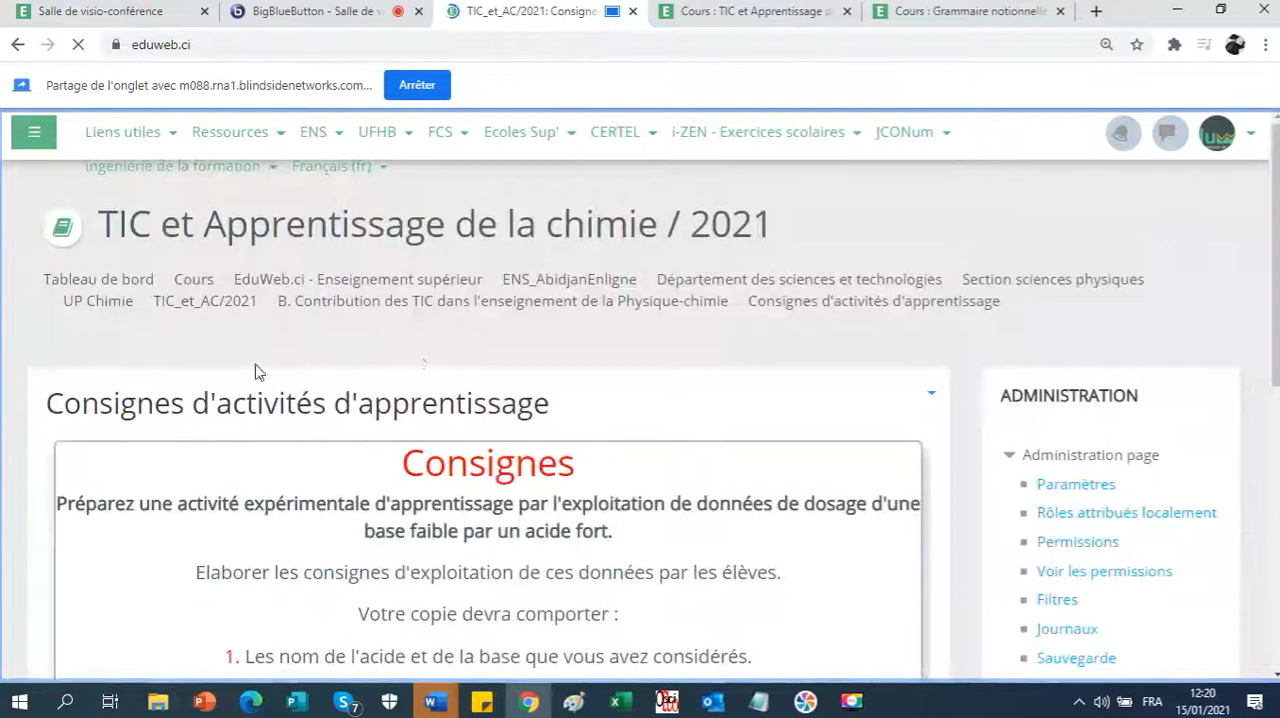 Salle de visio-conférence
BigBlueButton - Salle de v
TIC_et_AC/2021: Consigne
Cours : TIC et Apprentissage d
Cours : Grammaire notionnelle
eduweb.ci
Partage de l'onglet avec m088.rna1.blindsidenetworks.com...
Arrêter
Liens utiles
Ressources
ENS
UFHB
FCS
Ecoles Sup'
CERTEL
i-ZEN - Exercices scolaires
JCONum
Ingénierie de la formation
Français (fr)
TIC et Apprentissage de la chimie / 2021
Tableau de bord Cours EduWeb.ci - Enseignement supérieur ENS_AbidjanEnligne Département des sciences et technologies Section sciences physiques
UP Chimie TIC_et_AC/2021 B. Contribution des TIC dans l'enseignement de la Physique-chimie Consignes d'activités d'apprentissage
Consignes d'activités d'apprentissage
Consignes
Préparez une activité expérimentale d'apprentissage par l'exploitation de données de dosage d'une
base faible par un acide fort.
Elaborer les consignes d'exploitation de ces données par les élèves.
Votre copie devra comporter :
1. Les nom de l'acide et de la base que vous avez considérés.
ADMINISTRATION
Administration page
Paramètres
Rôles attribués localement
Permissions
Voir les permissions
Filtres
Journaux
Sauvegarde
7
FRA
12:20
15/01/2021